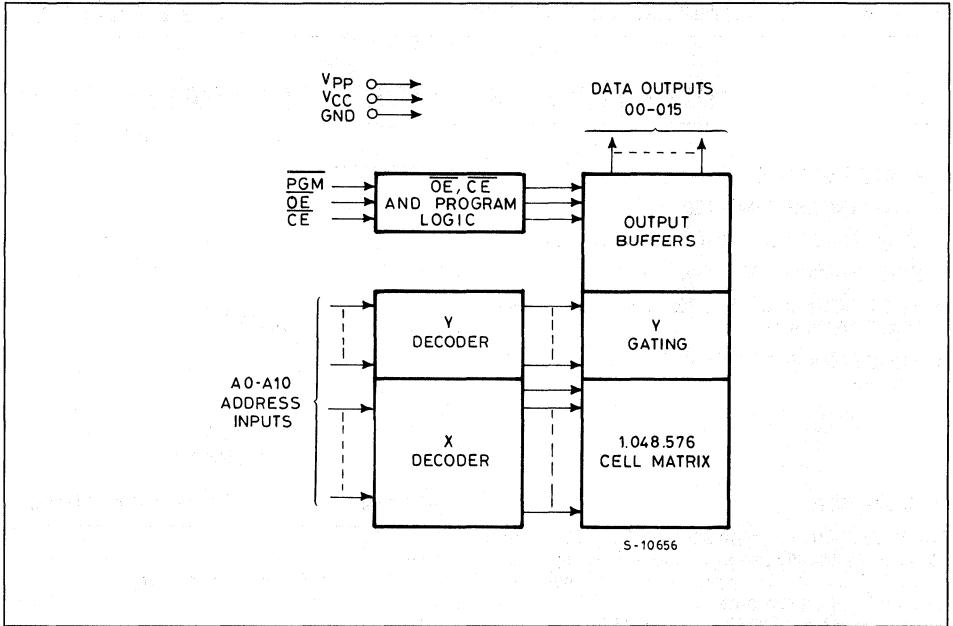 VPP
VCC
GND
DATA OUTPUTS
00-015
PGM
OE
CE
OE, CE
AND PROGRAM
LOGIC
OUTPUT
BUFFERS
Y
DECODER
Y
GATING
A0-A10
ADDRESS
INPUTS
X
DECODER
1.048.576
CELL MATRIX
S-10656